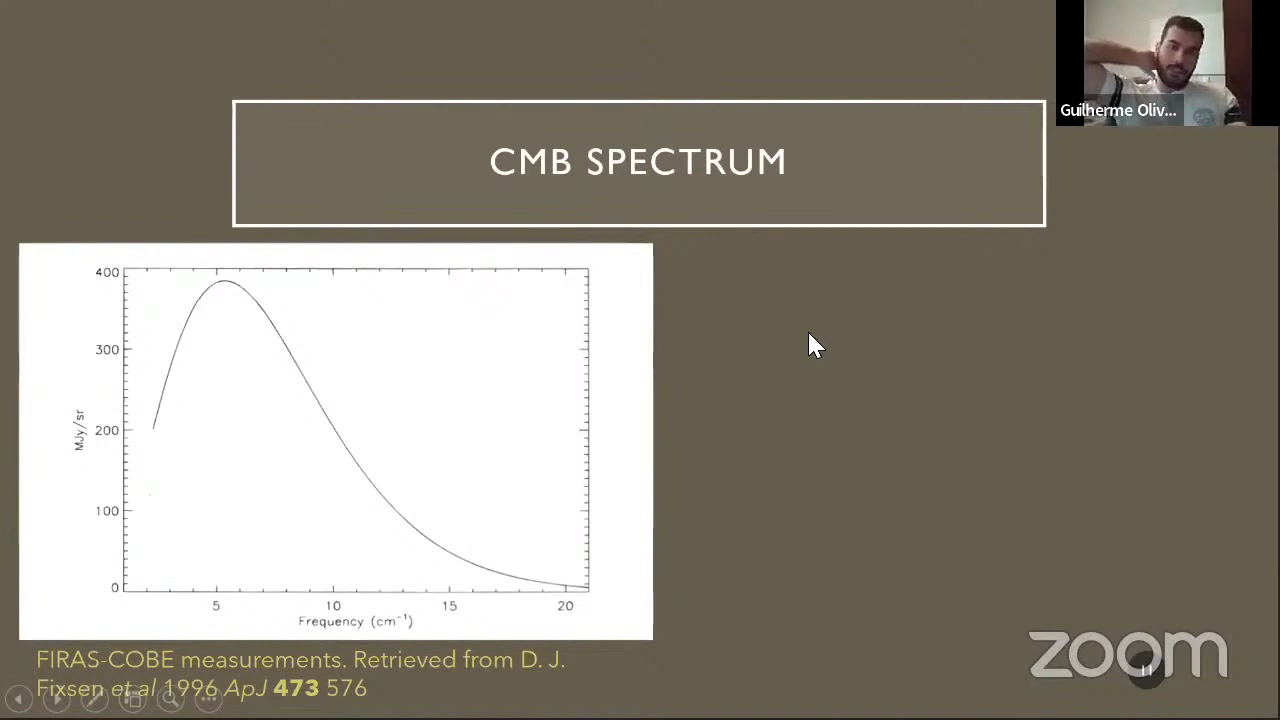 Guilherme Oliv...
CMB SPECTRUM
400
300
200
100
0
MJy/sr
5 10 15 20
Frequency (cm⁻¹)
FIRAS-COBE measurements. Retrieved from D. J.
Fixsen et al 1996 ApJ 473 576
zoom
11